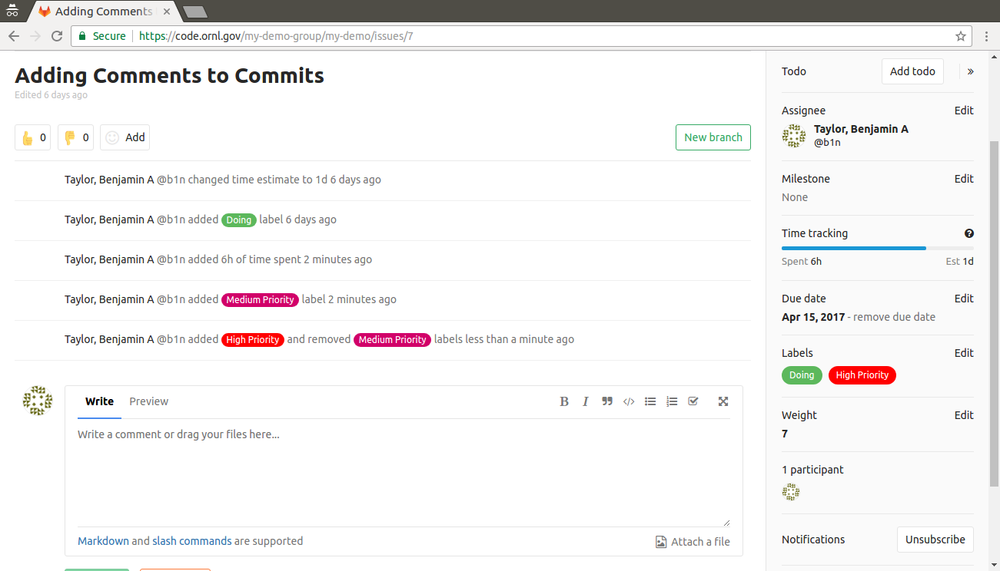 Adding Comments
Secure https://code.ornl.gov/my-demo-group/my-demo/issues/7
Adding Comments to Commits
Edited 6 days ago
0 0 Add New branch
Taylor, Benjamin A @b1n changed time estimate to 1d 6 days ago
Taylor, Benjamin A @b1n added Doing label 6 days ago
Taylor, Benjamin A @b1n added 6h of time spent 2 minutes ago
Taylor, Benjamin A @b1n added Medium Priority label 2 minutes ago
Taylor, Benjamin A @b1n added High Priority and removed Medium Priority labels less than a minute ago
Write Preview B I
Write a comment or drag your files here...
Markdown and slash commands are supported Attach a file
Todo Add todo »
Assignee Edit
Taylor, Benjamin A
@b1n
Milestone Edit
None
Time tracking ?
Spent 6h Est 1d
Due date Edit
Apr 15, 2017 - remove due date
Labels Edit
Doing High Priority
Weight Edit
7
1 participant
Notifications Unsubscribe